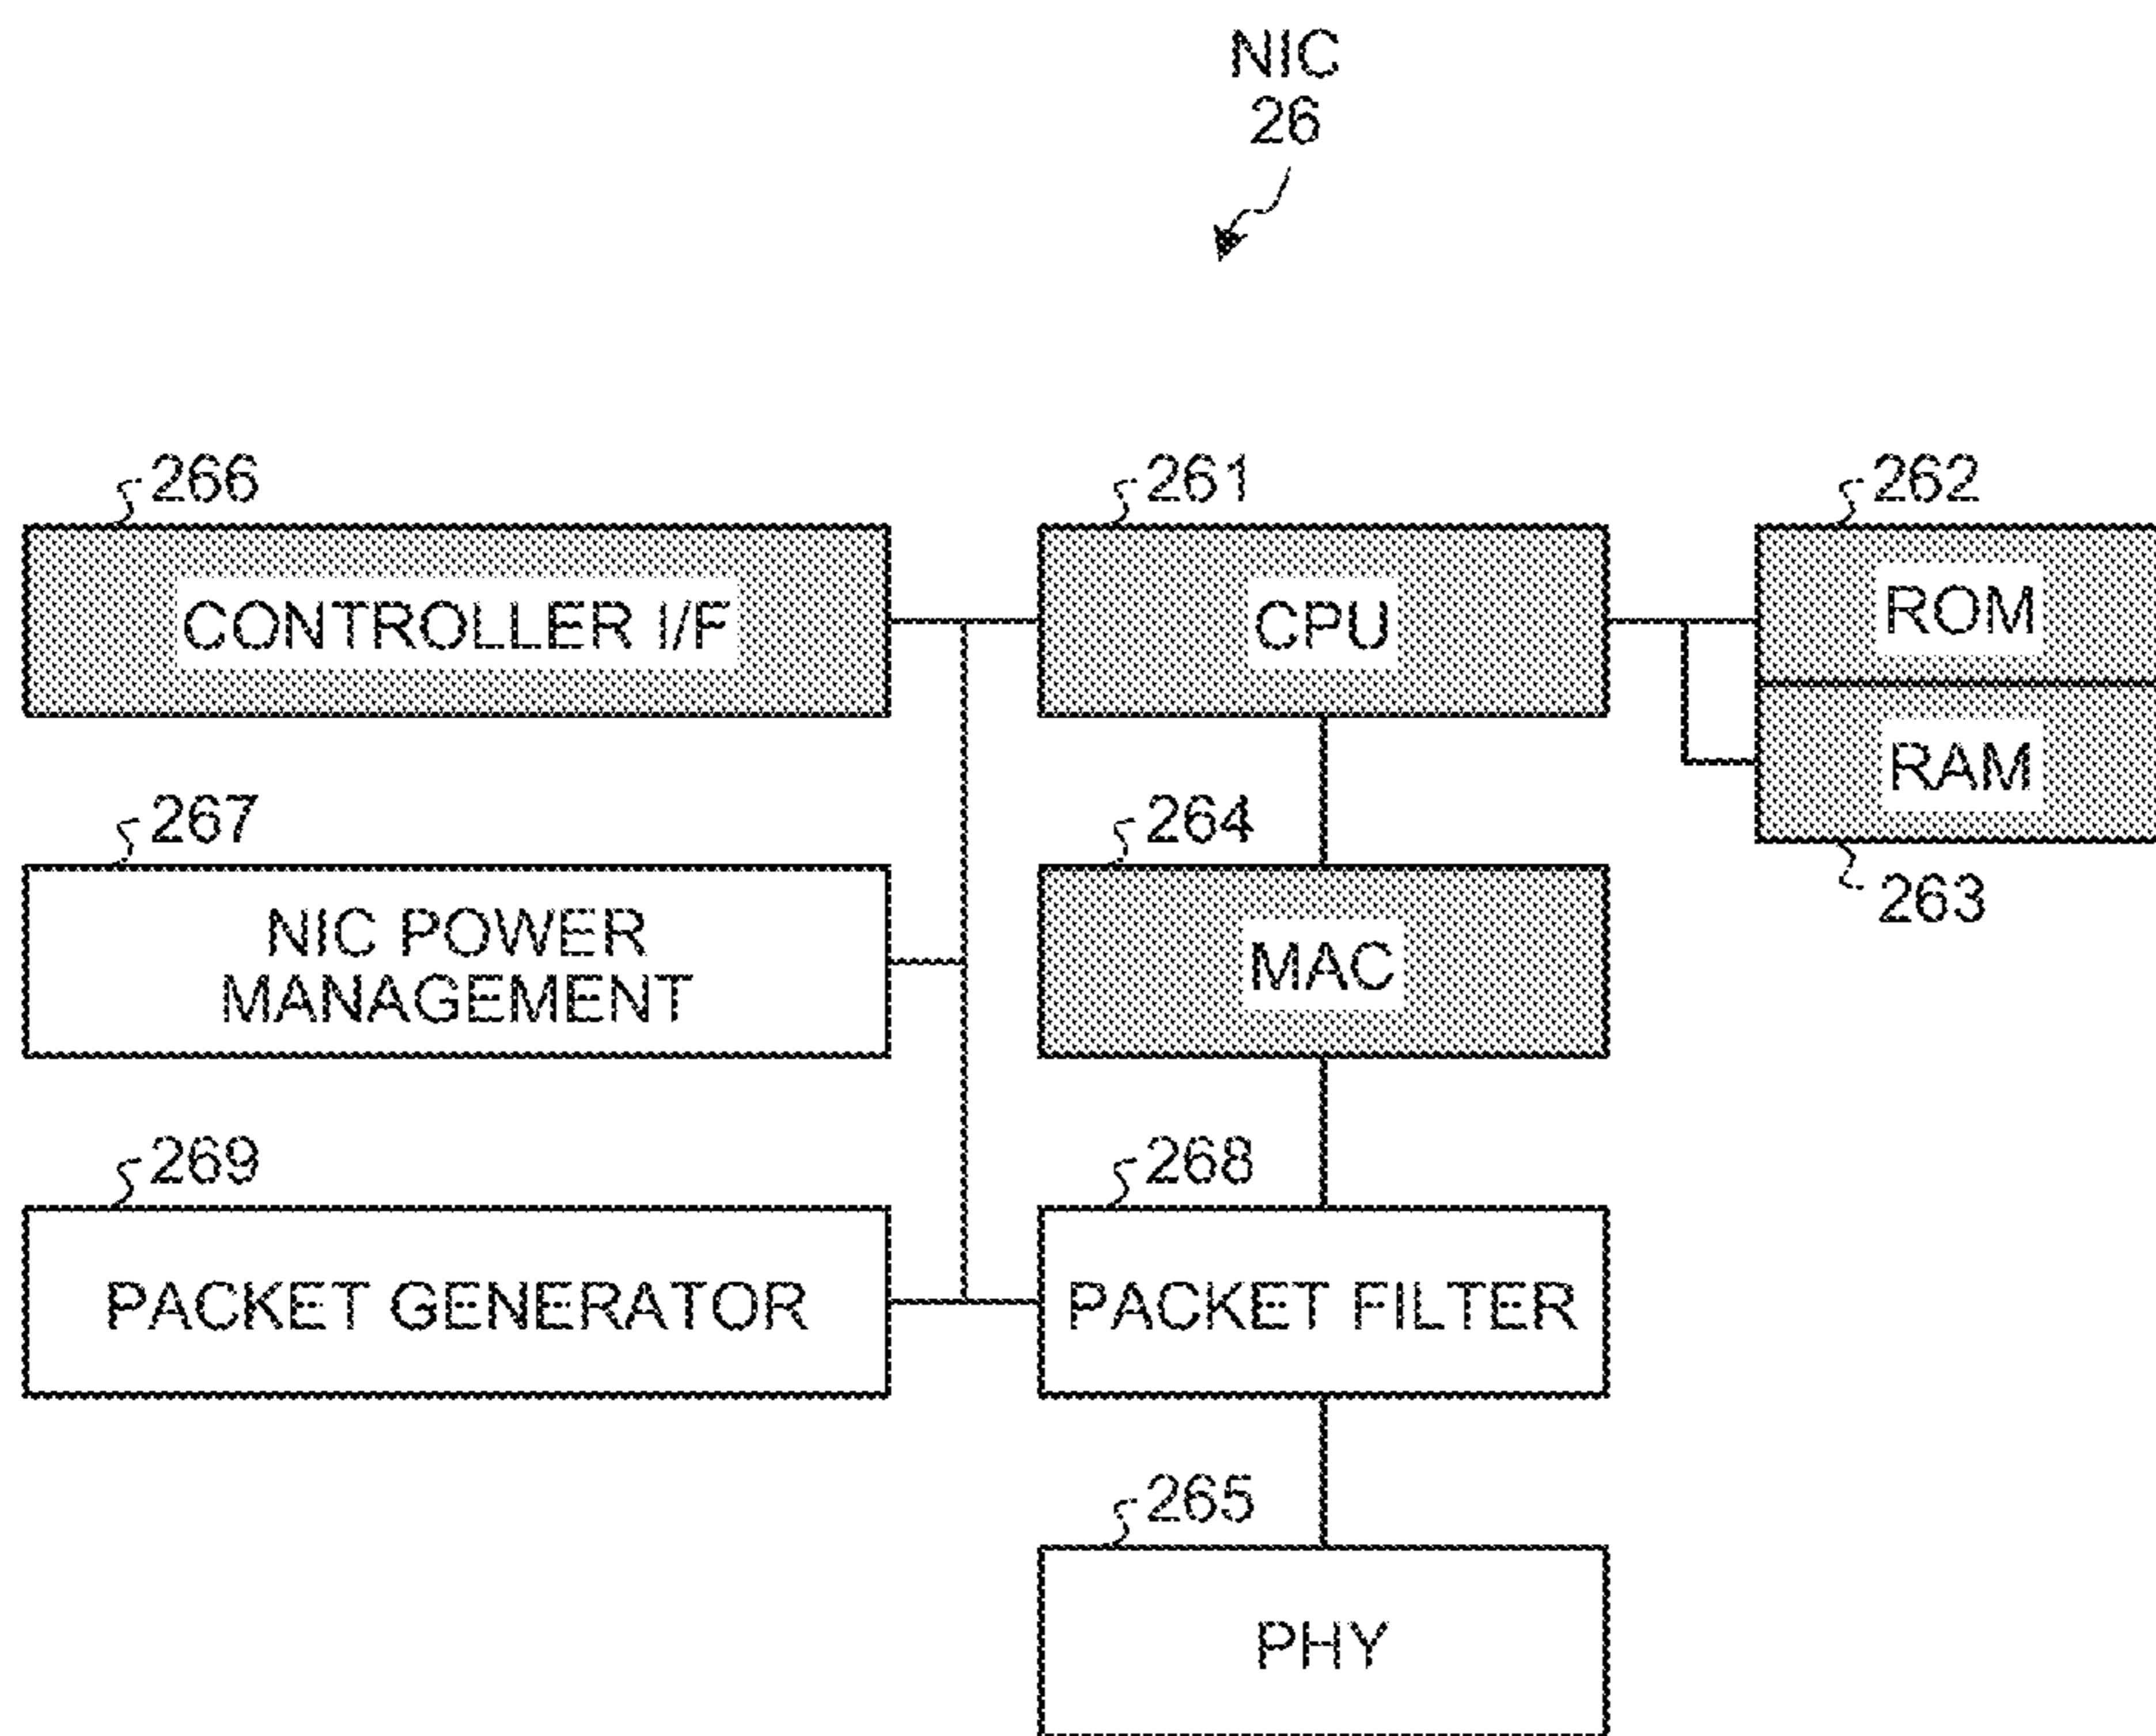 NIC
26
266
CONTROLLER I/F
261
CPU
262
ROM
RAM
263
267
NIC POWER
MANAGEMENT
264
MAC
269
PACKET GENERATOR
268
PACKET FILTER
265
PHY